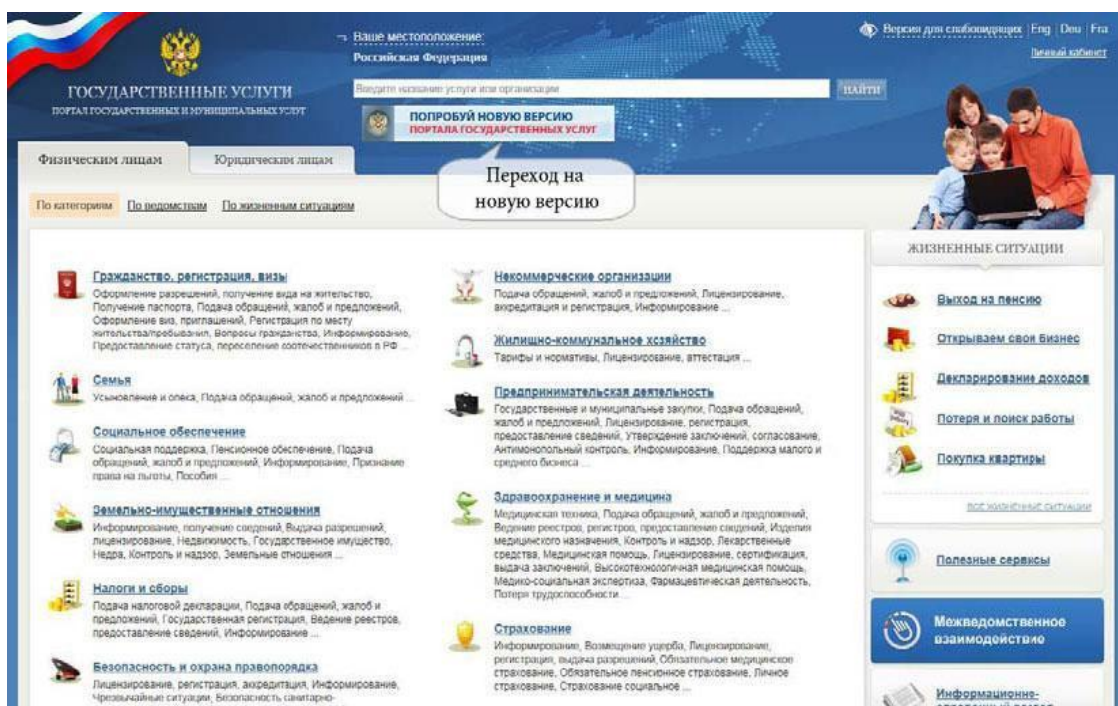 Ваше местоположение:
Российская Федерация
Версия для слабовидящих | Eng | Deu | Fra
Личный кабинет
ГОСУДАРСТВЕННЫЕ УСЛУГИ
ПОРТАЛ ГОСУДАРСТВЕННЫХ И МУНИЦИПАЛЬНЫХ УСЛУГ
Введите название услуги или организации
НАЙТИ
ПОПРОБУЙ НОВУЮ ВЕРСИЮ
ПОРТАЛА ГОСУДАРСТВЕННЫХ УСЛУГ
Переход на
новую версию
Физическим лицам
Юридическим лицам
По категориям По ведомствам По жизненным ситуациям
Гражданство, регистрация, визы
Оформление разрешений, получение вида на жительство,
Получение паспорта, Подача обращений, жалоб и предложений,
Оформление виз, приглашений, Регистрация по месту
жительства/пребывания, Вопросы гражданства, Информирование,
Предоставление статуса, переселение соотечественников в РФ ...
Семья
Усыновление и опека, Подача обращений, жалоб и предложений ...
Социальное обеспечение
Социальная поддержка, Пенсионное обеспечение, Подача
обращений, жалоб и предложений, Информирование, Признание
права на льготы, Пособия ...
Земельно-имущественные отношения
Информирование, получение сведений, Выдача разрешений,
лицензирование, Недвижимость, Государственное имущество,
Недра, Контроль и надзор, Земельные отношения ...
Налоги и сборы
Подача налоговой декларации, Подача обращений, жалоб и
предложений, Государственная регистрация, Ведение реестров,
предоставление сведений, Информирование ...
Безопасность и охрана правопорядка
Лицензирование, регистрация, аккредитация, Информирование,
Чрезвычайные ситуации, Безопасность санитарно-
Некоммерческие организации
Подача обращений, жалоб и предложений, Лицензирование,
аккредитация и регистрация, Информирование ...
Жилищно-коммунальное хозяйство
Тарифы и нормативы, Лицензирование, аттестация ...
Предпринимательская деятельность
Государственные и муниципальные закупки, Подача обращений,
жалоб и предложений, Лицензирование, регистрация,
предоставление сведений, Утверждение заключений, согласование,
Антимонопольный контроль, Информирование, Поддержка малого и
среднего бизнеса ...
Здравоохранение и медицина
Медицинская техника, Подача обращений, жалоб и предложений,
Ведение реестров, регистров, предоставление сведений, Изделия
медицинского назначения, Контроль и надзор, Лекарственные
средства, Медицинская помощь, Лицензирование, сертификация,
выдача заключений, Высокотехнологичная медицинская помощь,
Медико-социальная экспертиза, Фармацевтическая деятельность,
Потеря трудоспособности ...
Страхование
Информирование, Возмещение ущерба, Лицензирование,
регистрация, выдача разрешений, Обязательное медицинское
страхование, Обязательное пенсионное страхование, Личное
страхование, Страхование социальное ...
ЖИЗНЕННЫЕ СИТУАЦИИ
Выход на пенсию
Открываем свой бизнес
Декларирование доходов
Потеря и поиск работы
Покупка квартиры
ВСЕ ЖИЗНЕННЫЕ СИТУАЦИИ
Полезные сервисы
Межведомственное
взаимодействие
Информационно-